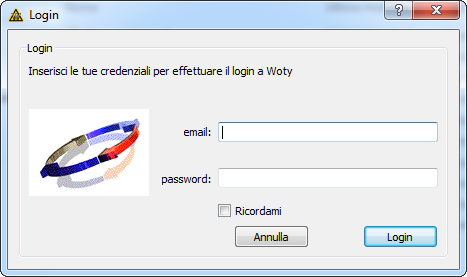 Login
Login
Inserisci le tue credenziali per effettuare il login a Woty
email:
password:
Ricordami
Annulla
Login